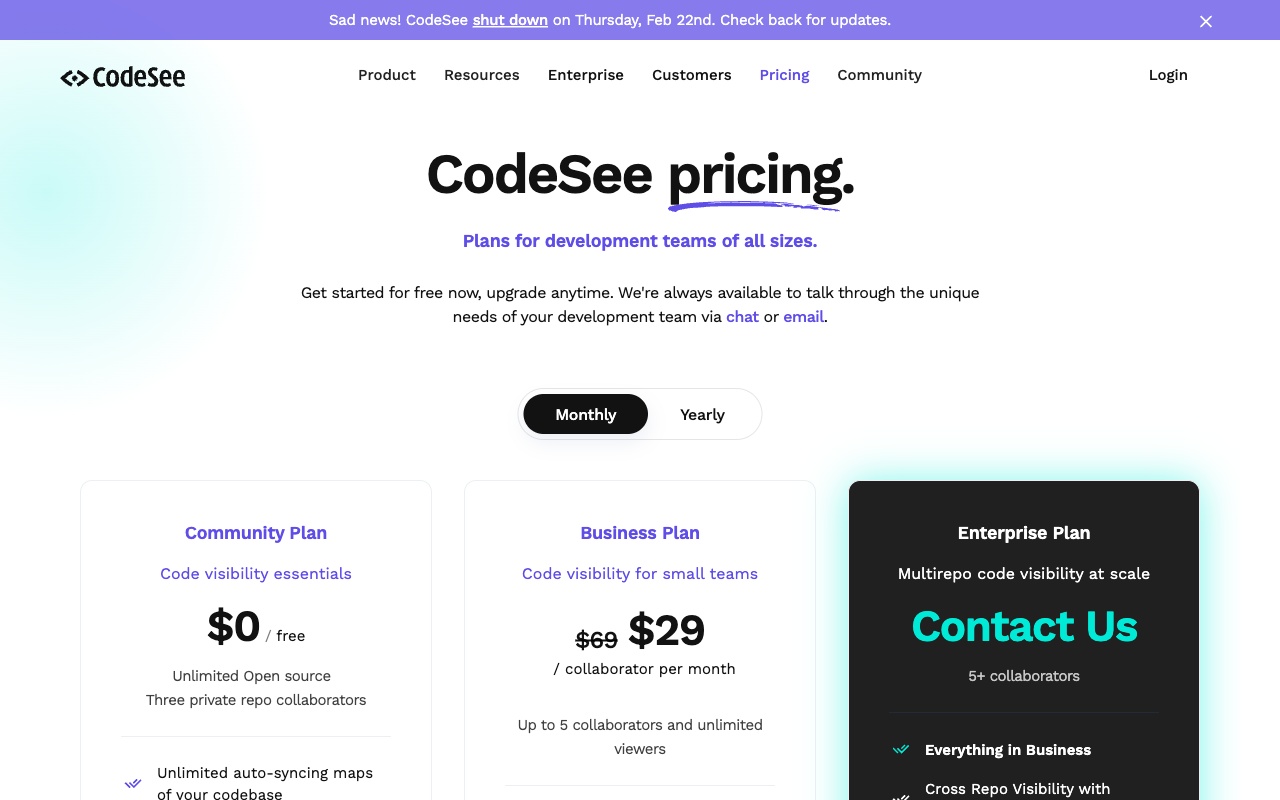 Sad news! CodeSee shut down on Thursday, Feb 22nd. Check back for updates.
CodeSee
Product
Resources
Enterprise
Customers
Pricing
Community
Login
CodeSee pricing.
Plans for development teams of all sizes.
Get started for free now, upgrade anytime. We're always available to talk through the unique
needs of your development team via chat or email.
Monthly
Yearly
Community Plan
Code visibility essentials
$0 / free
Unlimited Open source
Three private repo collaborators
Unlimited auto-syncing maps
of your codebase
Business Plan
Code visibility for small teams
$69 $29
/ collaborator per month
Up to 5 collaborators and unlimited
viewers
Enterprise Plan
Multirepo code visibility at scale
Contact Us
5+ collaborators
Everything in Business
Cross Repo Visibility with